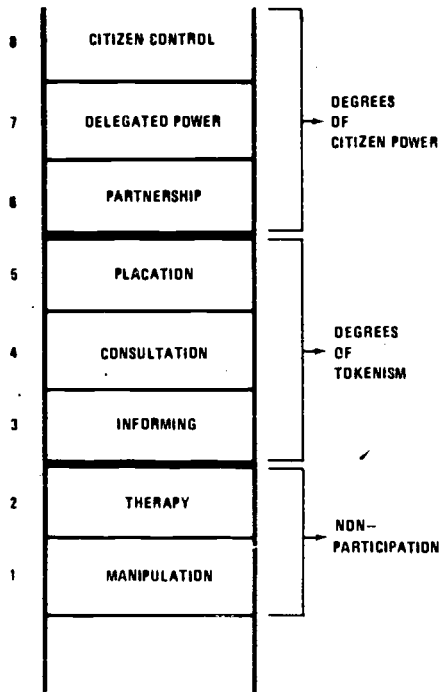 8 CITIZEN CONTROL
7 DELEGATED POWER
6 PARTNERSHIP
DEGREES
OF
CITIZEN POWER
5 PLACATION
4 CONSULTATION
3 INFORMING
DEGREES
OF
TOKENISM
2 THERAPY
1 MANIPULATION
NON–
PARTICIPATION